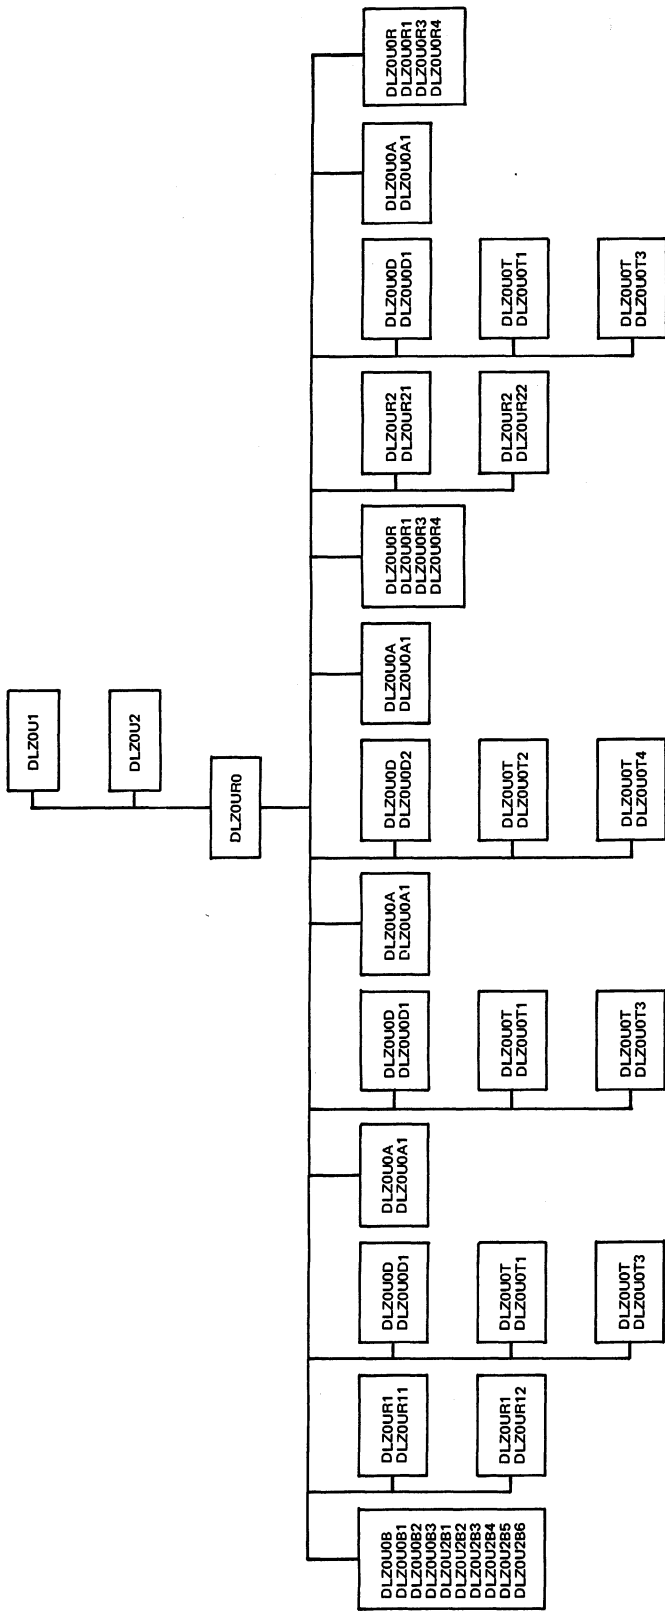 DLZ0U1
DLZ0U2
DLZ0UR0
DLZ0U0B
DLZ0U0B1
DLZ0U0B2
DLZ0U0B3
DLZ0U2B1
DLZ0U2B2
DLZ0U2B3
DLZ0U2B4
DLZ0U2B5
DLZ0U2B6
DLZ0UR1
DLZ0UR11
DLZ0UR1
DLZ0UR12
DLZ0U0D
DLZ0U0D1
DLZ0U0T
DLZ0U0T1
DLZ0U0T
DLZ0U0T3
DLZ0U0A
DLZ0U0A1
DLZ0U0D
DLZ0U0D1
DLZ0U0T
DLZ0U0T1
DLZ0U0T
DLZ0U0T3
DLZ0U0A
DLZ0U0A1
DLZ0U0D
DLZ0U0D2
DLZ0U0T
DLZ0U0T2
DLZ0U0T
DLZ0U0T4
DLZ0U0A
DLZ0U0A1
DLZ0U0R
DLZ0U0R1
DLZ0U0R3
DLZ0U0R4
DLZ0UR2
DLZ0UR21
DLZ0UR2
DLZ0UR22
DLZ0U0D
DLZ0U0D1
DLZ0U0T
DLZ0U0T1
DLZ0U0T
DLZ0U0T3
DLZ0U0A
DLZ0U0A1
DLZ0U0R
DLZ0U0R1
DLZ0U0R3
DLZ0U0R4